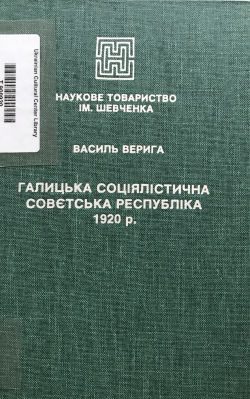 Ukrainian Cultural Center Library
НАУКОВЕ ТОВАРИСТВО
ІМ. ШЕВЧЕНКА
ВАСИЛЬ ВЕРИГА
ГАЛИЦЬКА СОЦІЯЛІСТИЧНА
СОВЄТСЬКА РЕСПУБЛІКА
1920 р.